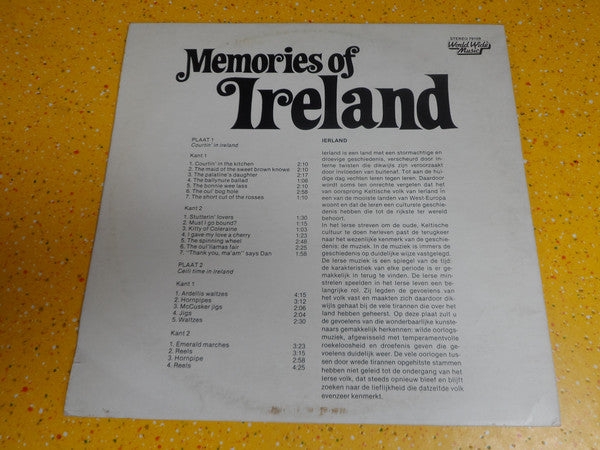 STEREO 79108
World Wide
Music
Memories of
Ireland
PLAAT 1
Courtin' in Ireland
Kant 1
1. Courtin' in the kitchen 2:10
2. The maid of the sweet brown knowe 2:10
3. The palatine's daughter 2:17
4. The ballynure ballad 1:08
5. The bonnie wee lass 2:10
6. The oul' bog hole 2:58
7. The short cut of the rosses 1:10
Kant 2
1. Stutterin' lovers 1:30
2. Must I go bound? 1:15
3. Kitty of Coleraine 1:03
4. I gave my love a cherry 1:23
5. The spinning wheel 2:48
6. The oul'llamas fair 2:25
7. "Thank you, ma'am" says Dan 1:58
PLAAT 2
Ceili time in Ireland
Kant 1
1. Ardellis waltzes 4:15
2. Hornpipes 3:12
3. McCusker jigs 2:06
4. Jigs 2:04
5. Waltzes 2:30
Kant 2
1. Emerald marches 3:23
2. Reels 3:15
3. Hornpipe 2:58
4. Reels 4:25
IERLAND
Ierland is een land met een stormachtige en
droevige geschiedenis, verscheurd door in-
terne twisten die dikwijls zijn veroorzaakt
door invloeden van buitenaf. Tot aan de hui-
dige dag vechten Ieren tegen Ieren. Daardoor
wordt soms ten onrechte vergeten dat het
van oorsprong Keltische volk van Ierland in
een van de mooiste landen van West-Europa
woont en dat de Ieren een culturele geschie-
denis hebben die tot de rijkste ter wereld
behoort.
In het Ierse streven om de oude, Keltische
cultuur te doen herleven past de terugkeer
naar het wezenlijke kenmerk van de geschie-
denis: de muziek. In de muziek is immers de
geschiedenis op duidelijke wijze vastgelegd.
De Ierse muziek is een spiegel van de tijd,
de karakteristiek van elke periode is er ge-
makkelijk in terug te vinden. De Ierse min-
strelen speelden in het Ierse leven een be-
langrijke rol. Zij legden de gevoelens van
het volk vast en maakten zich daardoor dik-
wijls gehaat bij de vele tirannen die over het
land hebben geheerst. Op deze plaat zult u
de gevoelens van die wonderbaarlijke kunste-
naars gemakkelijk herkennen: wilde oorlogs-
muziek, afgewisseld met temperamentvolle
roekeloosheid en droefenis geven die ge-
voelens duidelijk weer. De vele oorlogen tus-
sen door wrede tirannen opgehitste stammen
hebben niet geleid tot de ondergang van het
Ierse volk, dat steeds opnieuw bleef en blijft
zoeken naar de lieflijkheid die datzelfde volk
evenzeer kenmerkt.